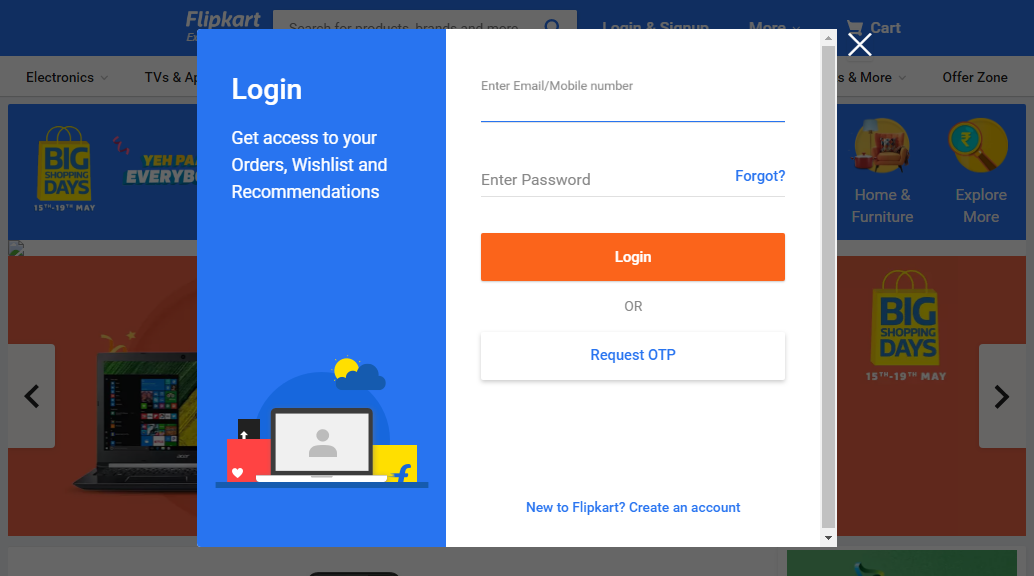 Flipkart
Search for products, brands and more
Login & Signup
More
Cart
Electronics
TVs &
& More
Offer Zone
BIG
SHOPPING
DAYS
15TH-19TH MAY
YEH
EVERYBO
Home &
Furniture
Explore
More
Login
Get access to your
Orders, Wishlist and
Recommendations
Enter Email/Mobile number
Enter Password
Forgot?
Login
OR
Request OTP
New to Flipkart? Create an account
BIG
SHOPPING
DAYS
15TH-19TH MAY
acer